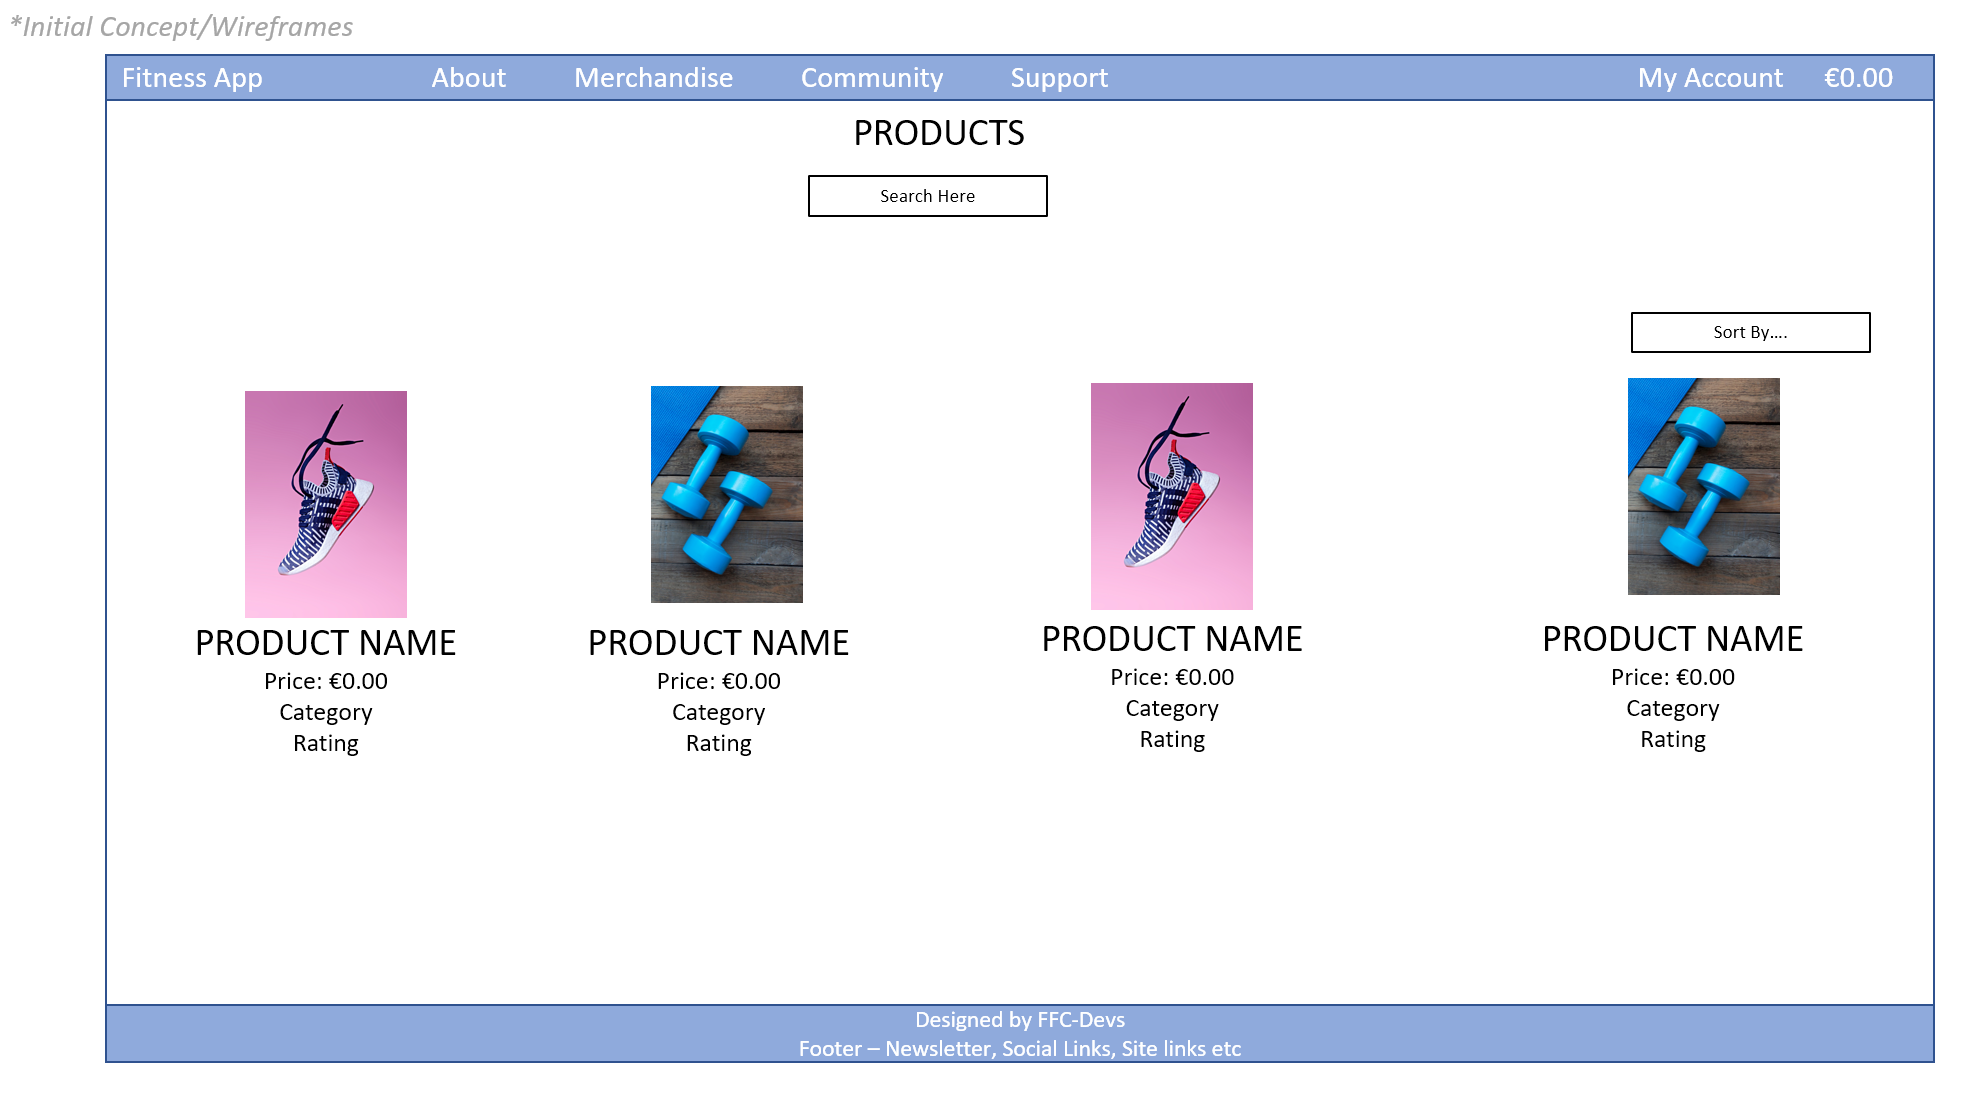 *Initial Concept/Wireframes
Fitness App About Merchandise Community Support My Account €0.00
PRODUCTS
Search Here
Sort By....
PRODUCT NAME
Price: €0.00
Category
Rating
PRODUCT NAME
Price: €0.00
Category
Rating
PRODUCT NAME
Price: €0.00
Category
Rating
PRODUCT NAME
Price: €0.00
Category
Rating
Designed by FFC-Devs
Footer – Newsletter, Social Links, Site links etc